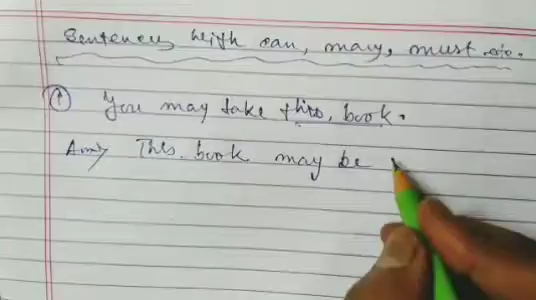 Sentences with can, may, must etc.
① You may take this book.
Ans) This book may be